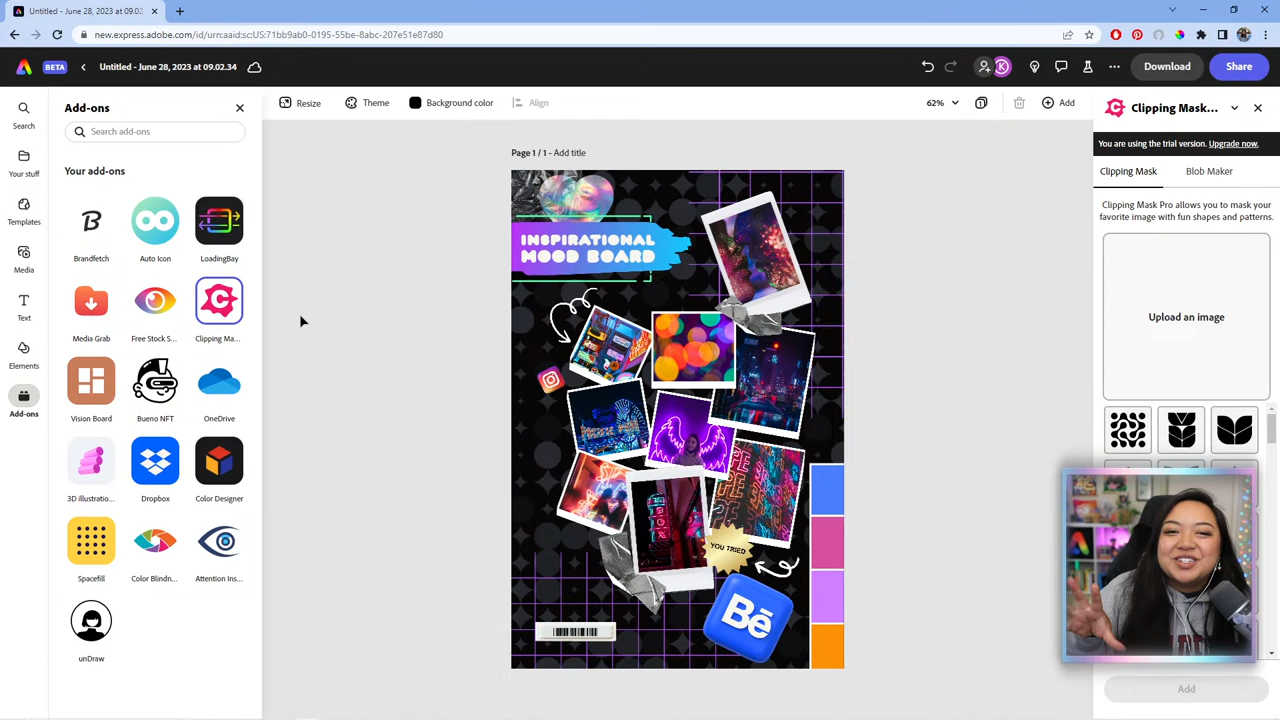 Untitled - June 28, 2023 at 09.02
new.express.adobe.com/id/urn:aaid:sc:US:71bb9ab0-0195-55be-8abc-207e51e87d80
BETA
Untitled - June 28, 2023 at 09.02.34
K
Download
Share
Search
Your stuff
Templates
Media
Text
Elements
Add-ons
Add-ons
Search add-ons
Your add-ons
Brandfetch
Auto Icon
LoadingBay
Media Grab
Free Stock S...
Clipping Ma...
Vision Board
Bueno NFT
OneDrive
3D illustratio...
Dropbox
Color Designer
Spacefill
Color Blindn...
Attention Ins...
unDraw
Resize
Theme
Background color
Align
62%
1
Add
Page 1 / 1 - Add title
INSPIRATIONAL
MOOD BOARD
YOU TRIED
Bē
Clipping Mask...
You are using the trial version. Upgrade now.
Clipping Mask
Blob Maker
Clipping Mask Pro allows you to mask your
favorite image with fun shapes and patterns.
Upload an image
Add